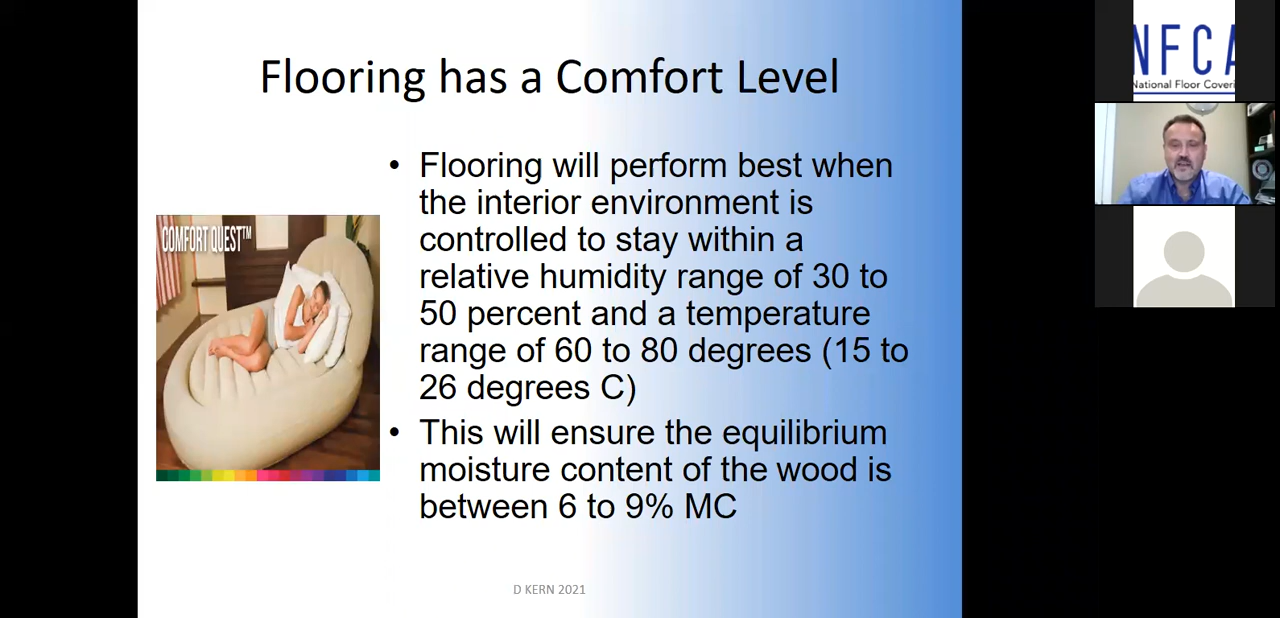 Flooring has a Comfort Level
• Flooring will perform best when
the interior environment is
controlled to stay within a
relative humidity range of 30 to
50 percent and a temperature
range of 60 to 80 degrees (15 to
26 degrees C)
• This will ensure the equilibrium
moisture content of the wood is
between 6 to 9% MC
COMFORT QUEST™
D KERN 2021
NFCA
National Floor Coveri